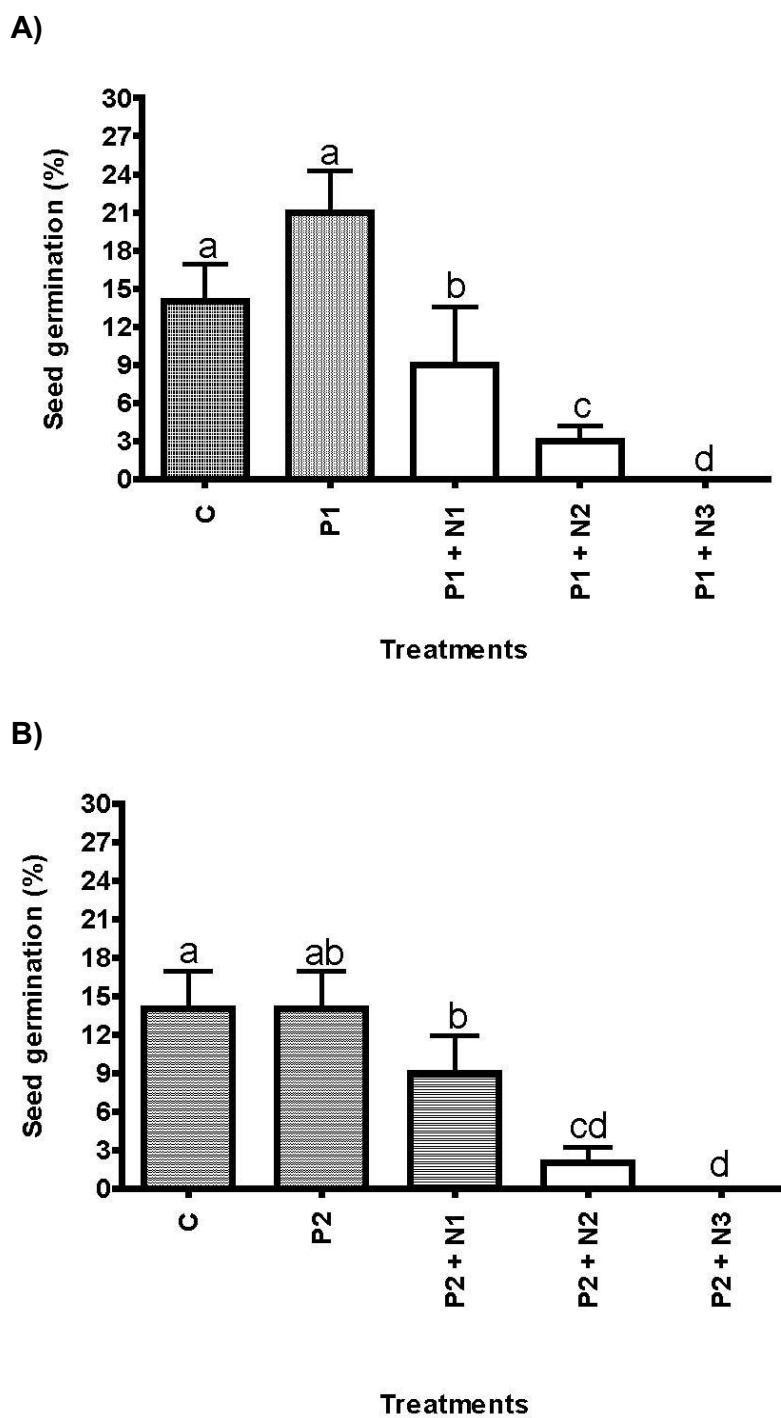 A)
Seed germination (%)
30
27
24
21
18
15
12
9
6
3
0
a
a
b
c
d
C
P1
P1 + N1
P1 + N2
P1 + N3
Treatments
B)
Seed germination (%)
30
27
24
21
18
15
12
9
6
3
0
a
ab
b
cd
d
C
P2
P2 + N1
P2 + N2
P2 + N3
Treatments